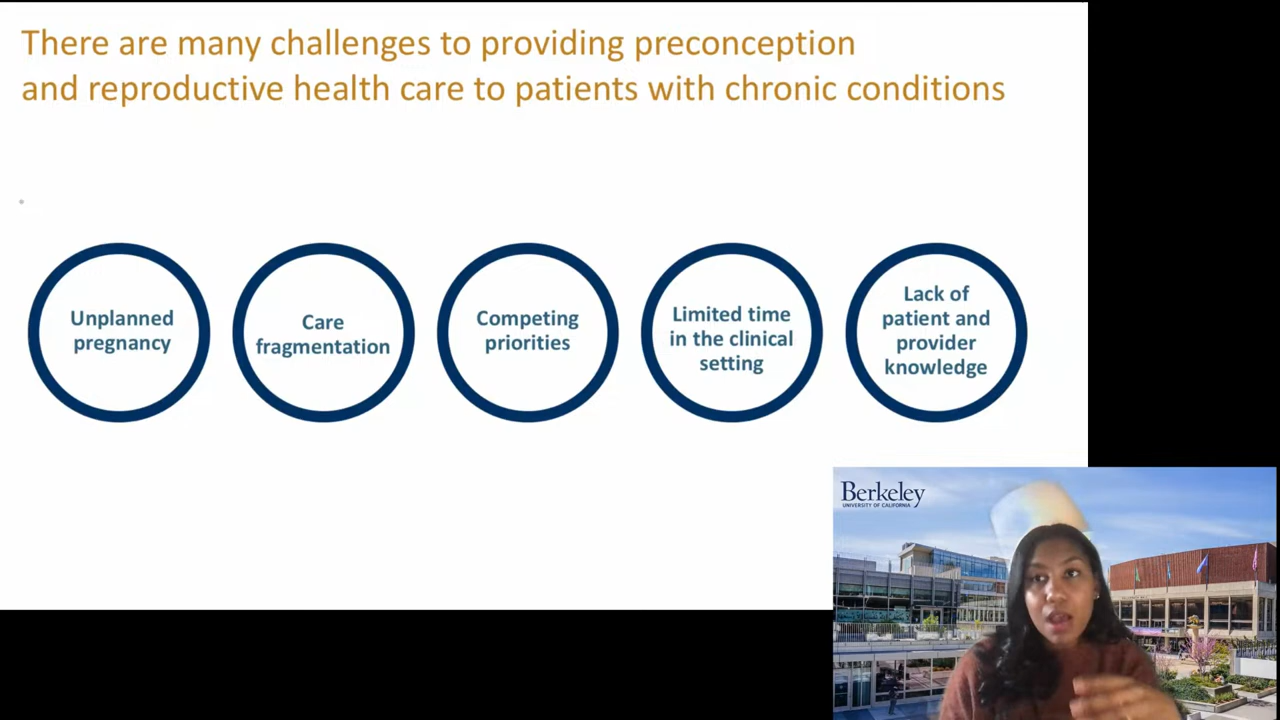 There are many challenges to providing preconception
and reproductive health care to patients with chronic conditions
Unplanned
pregnancy
Care
fragmentation
Competing
priorities
Limited time
in the clinical
setting
Lack of
patient and
provider
knowledge
Berkeley
UNIVERSITY OF CALIFORNIA